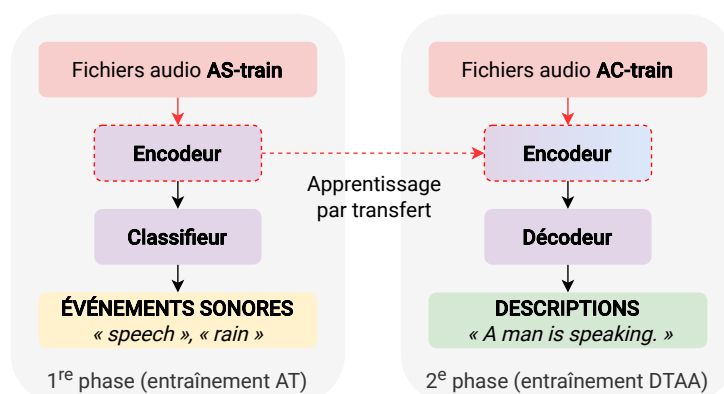 Fichiers audio AS-train
Encodeur
Classifieur
ÉVÉNEMENTS SONORES
« speech », « rain »
1re phase (entraînement AT)
Apprentissage
par transfert
Fichiers audio AC-train
Encodeur
Décodeur
DESCRIPTIONS
« A man is speaking. »
2e phase (entraînement DTAA)